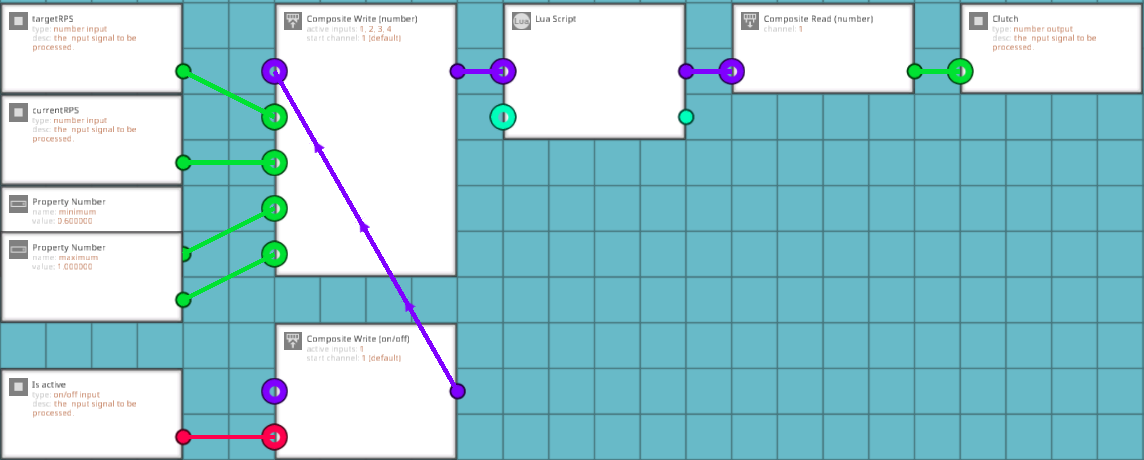 targetRPS
type: number input
desc: the input signal to be
processed
currentRPS
type: number input
desc: the input signal to be
processed.
Property Number
name: minimum
value: 0.600000
Property Number
name: maximum
value: 1.000000
Is active
type: on/off input
desc: the input signal to be
processed.
Composite Write (number)
active inputs: 1, 2, 3, 4
start channel: 1 (default)
Composite Write (on/off)
active inputs: 1
start channel: 1 (default)
Lua
Lua Script
Composite Read (number)
channel: 1
Clutch
type: number output
desc: the input signal to be
processed